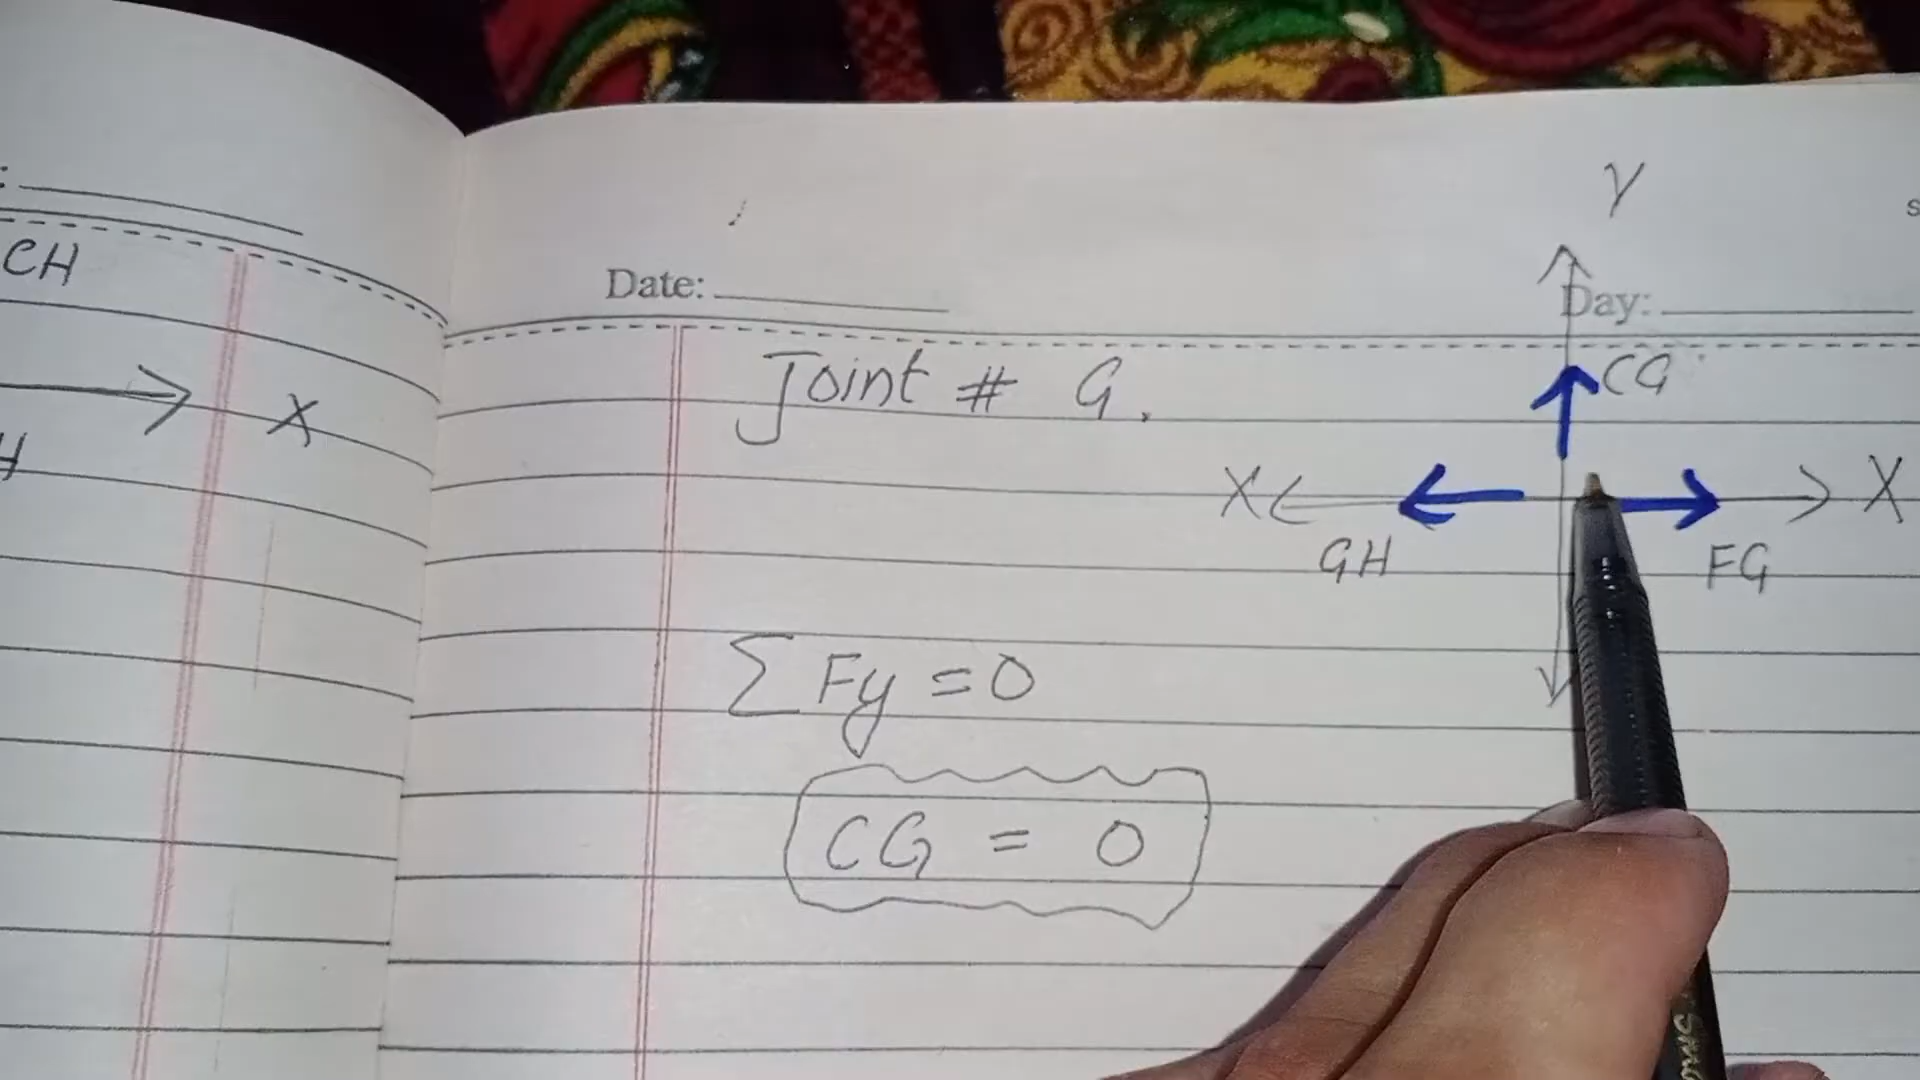 CH
X
H
Date:
Day:
Y
Joint # G.
CG
X
X
GH
FG
ΣFy = 0
CG = 0